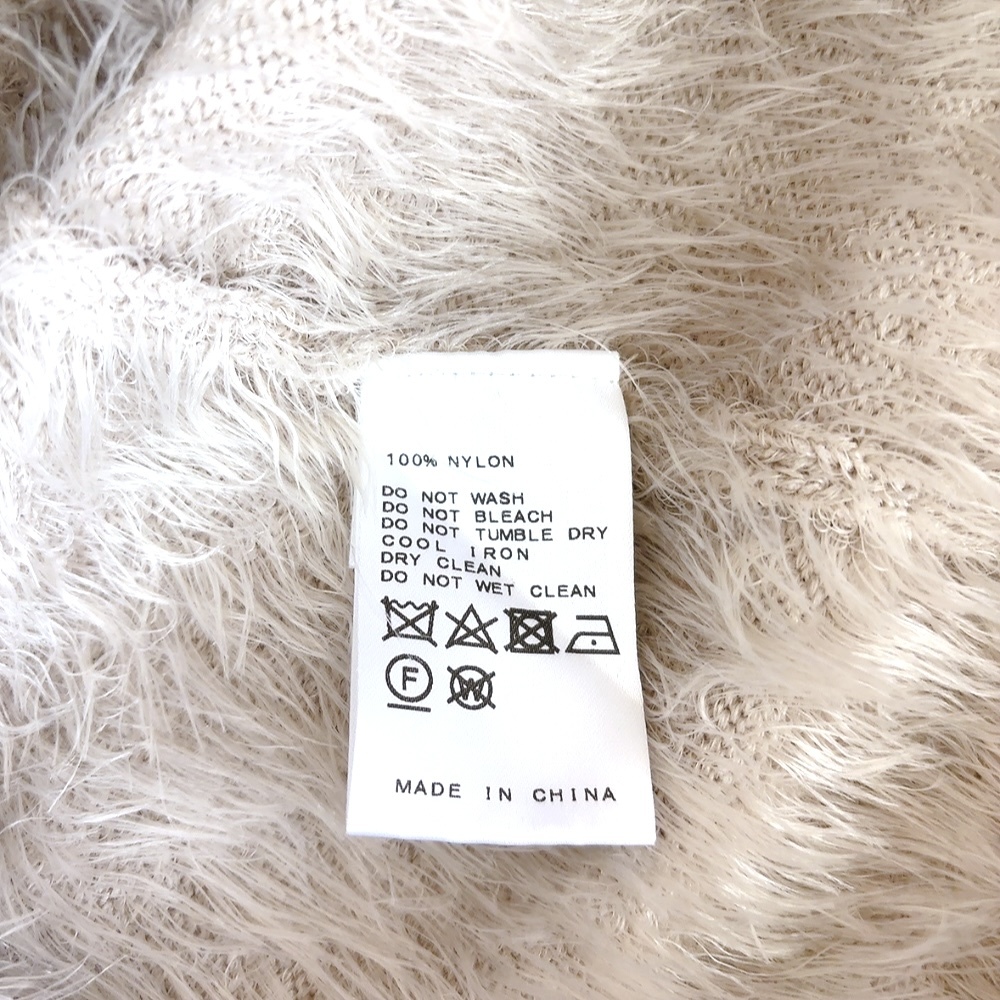 100% NYLON
DO NOT WASH
DO NOT BLEACH
DO NOT TUMBLE DRY
COOL IRON
DRY CLEAN
DO NOT WET CLEAN
F W
MADE IN CHINA